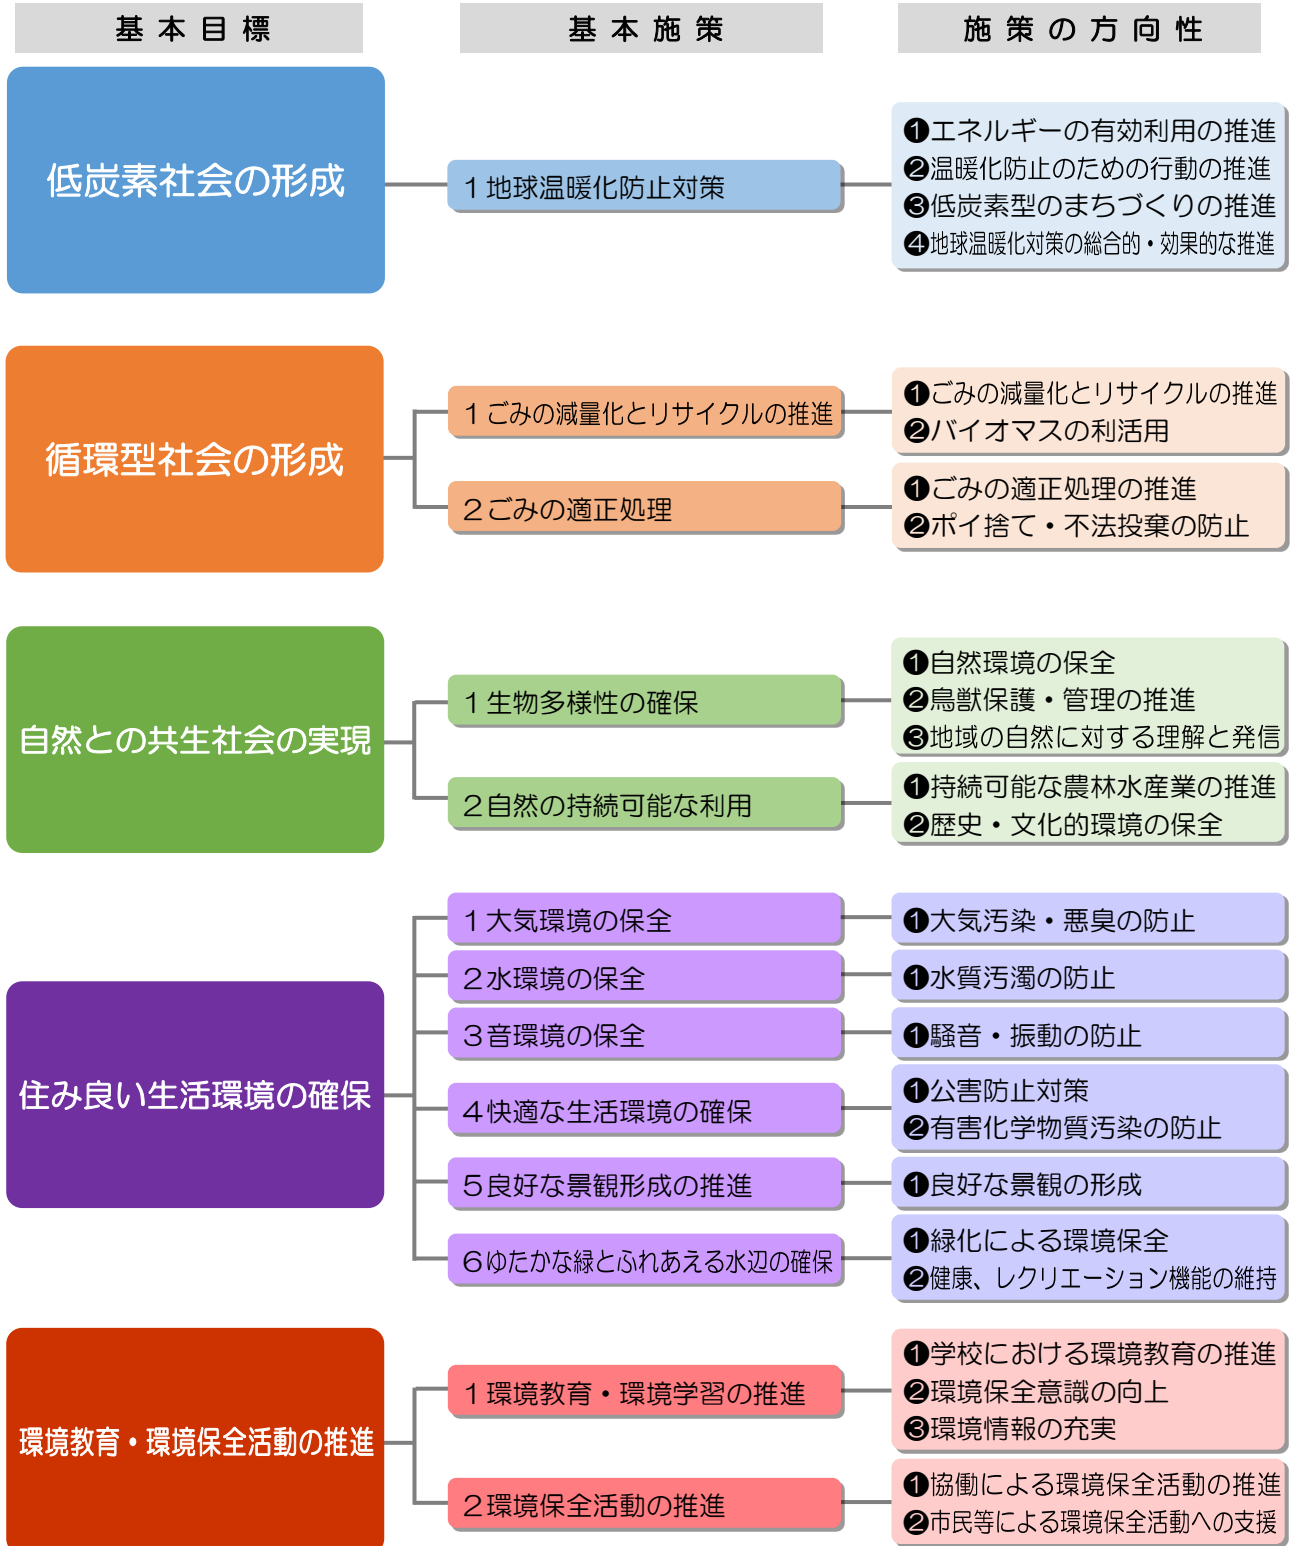 基本目標
基本施策
施策の方向性
低炭素社会の形成
1地球温暖化防止対策
❶エネルギーの有効利用の推進
❷温暖化防止のための行動の推進
❸低炭素型のまちづくりの推進
❹地球温暖化対策の総合的・効果的な推進
循環型社会の形成
1ごみの減量化とリサイクルの推進
❶ごみの減量化とリサイクルの推進
❷バイオマスの利活用
2ごみの適正処理
❶ごみの適正処理の推進
❷ポイ捨て・不法投棄の防止
自然との共生社会の実現
1生物多様性の確保
❶自然環境の保全
❷鳥獣保護・管理の推進
❸地域の自然に対する理解と発信
2自然の持続可能な利用
❶持続可能な農林水産業の推進
❷歴史・文化的環境の保全
住み良い生活環境の確保
1大気環境の保全
❶大気汚染・悪臭の防止
2水環境の保全
❶水質汚濁の防止
3音環境の保全
❶騒音・振動の防止
4快適な生活環境の確保
❶公害防止対策
❷有害化学物質汚染の防止
5良好な景観形成の推進
❶良好な景観の形成
6ゆたかな緑とふれあえる水辺の確保
❶緑化による環境保全
❷健康、レクリエーション機能の維持
環境教育・環境保全活動の推進
1環境教育・環境学習の推進
❶学校における環境教育の推進
❷環境保全意識の向上
❸環境情報の充実
2環境保全活動の推進
❶協働による環境保全活動の推進
❷市民等による環境保全活動への支援